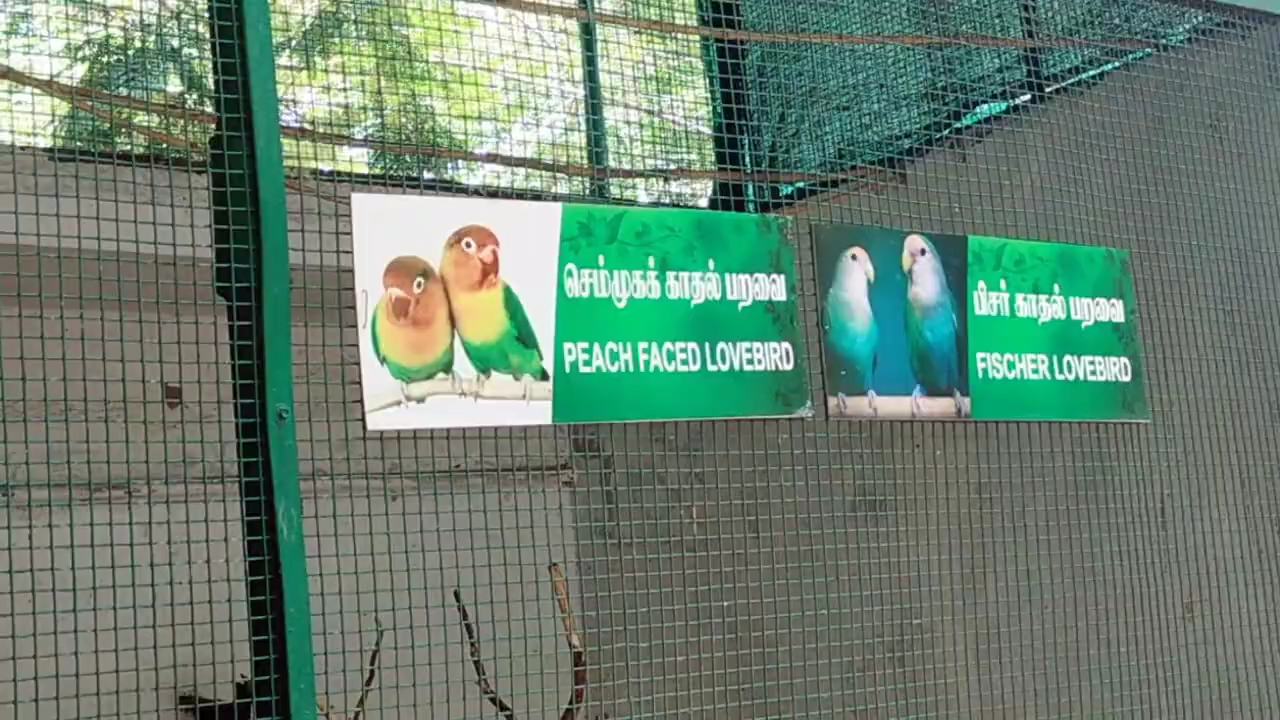 செம்முகக் காதல் பறவை
PEACH FACED LOVEBIRD
பிசர் காதல் பறவை
FISCHER LOVEBIRD